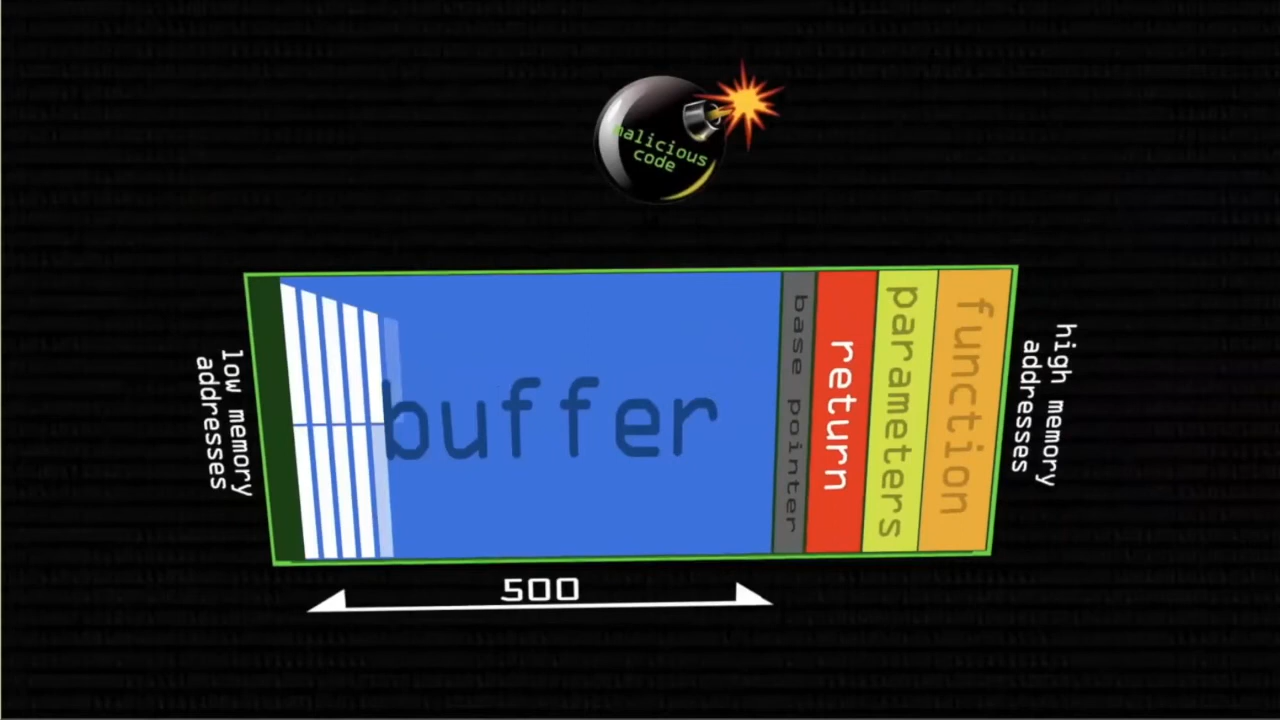 malicious
code
low memory
addresses
buffer
base pointer
return
parameters
function
high memory
addresses
500